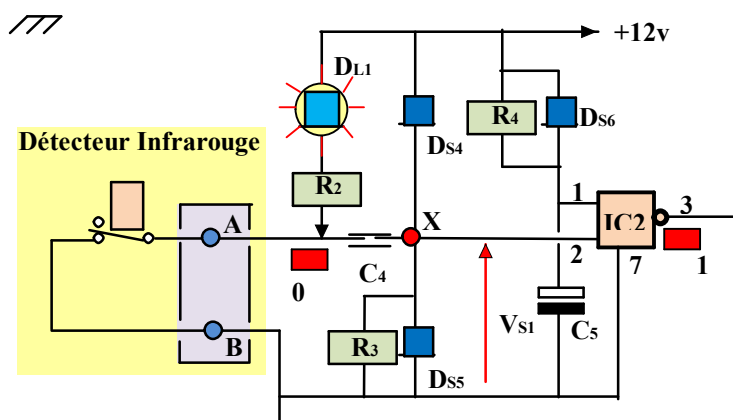 +12v
DL1
R4
DS6
DS4
Détecteur Infrarouge
R2
1
IC2
3
A
X
0
C4
2
7
1
B
R3
VS1
C5
DS5